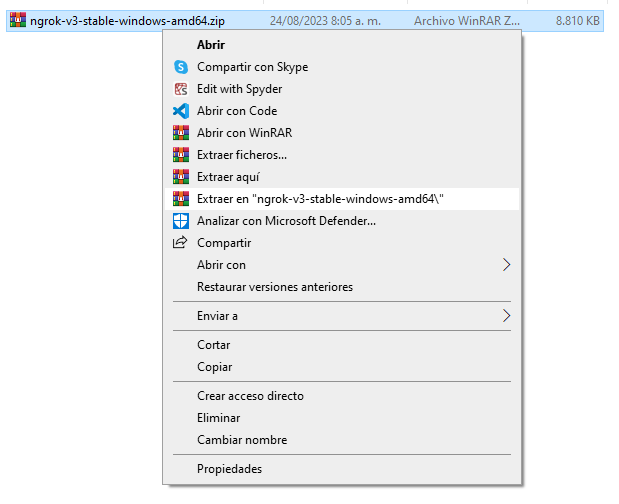 ngrok-v3-stable-windows-amd64.zip 24/08/2023 8:05 a. m. Archivo WinRAR Z... 8.810 KB
Abrir
Compartir con Skype
Edit with Spyder
Abrir con Code
Abrir con WinRAR
Extraer ficheros...
Extraer aquí
Extraer en "ngrok-v3-stable-windows-amd64\"
Analizar con Microsoft Defender...
Compartir
Abrir con
Restaurar versiones anteriores
Enviar a
Cortar
Copiar
Crear acceso directo
Eliminar
Cambiar nombre
Propiedades